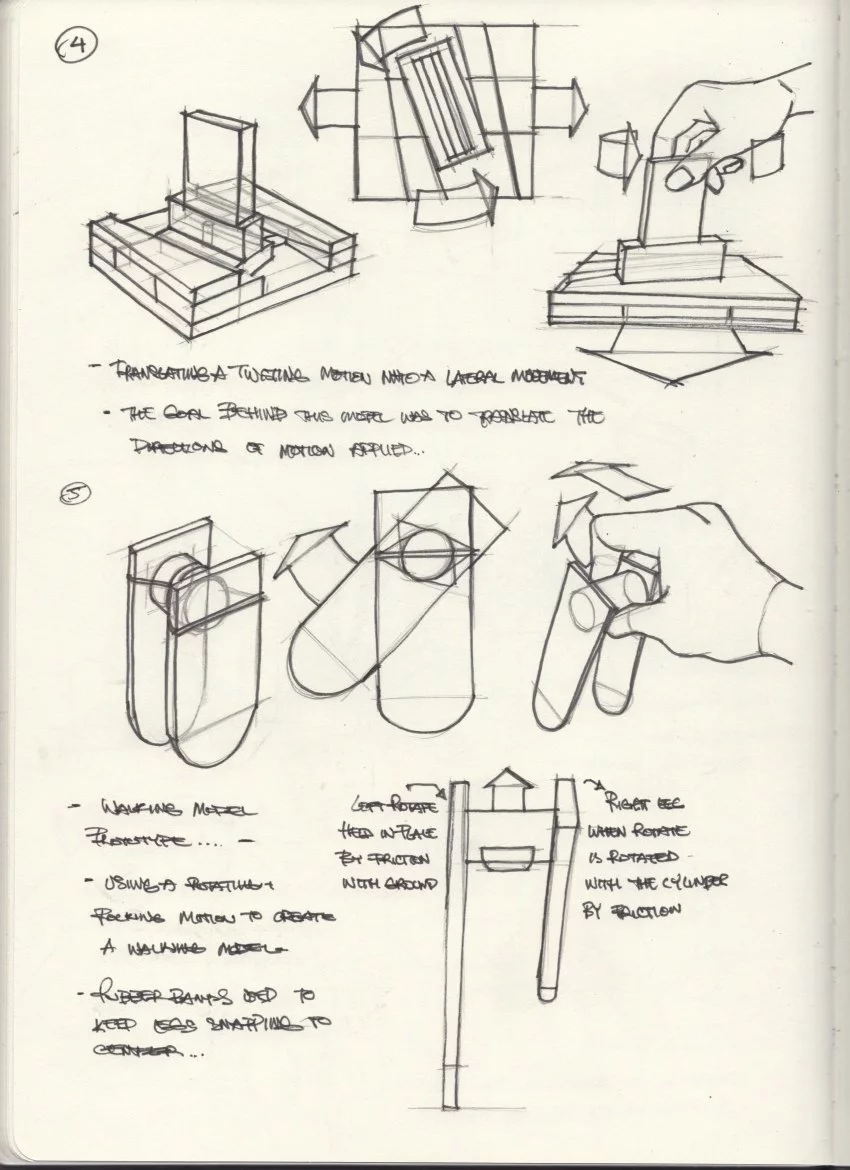 4
- TRANSLATING A TWISTING MOTION INTO A LATERAL MOVEMENT
- THE GOAL BEHIND THIS MODEL WAS TO TRANSLATE THE
DIRECTIONS OF MOTION APPLIED...
5
- WALKING MODEL
PROTOTYPE.... -
- USING A ROTATING +
ROCKING MOTION TO CREATE
A WALKING MODEL.
- RUBBER BANDS USED TO
KEEP LEGS SNAPPING TO
CENTER...
LEFT ROTATE
HELD IN PLACE
BY FRICTION
WITH GROUND
RIGHT LEG
WHEN ROTATE
IS ROTATED
WITH THE CYLINDER
BY FRICTION